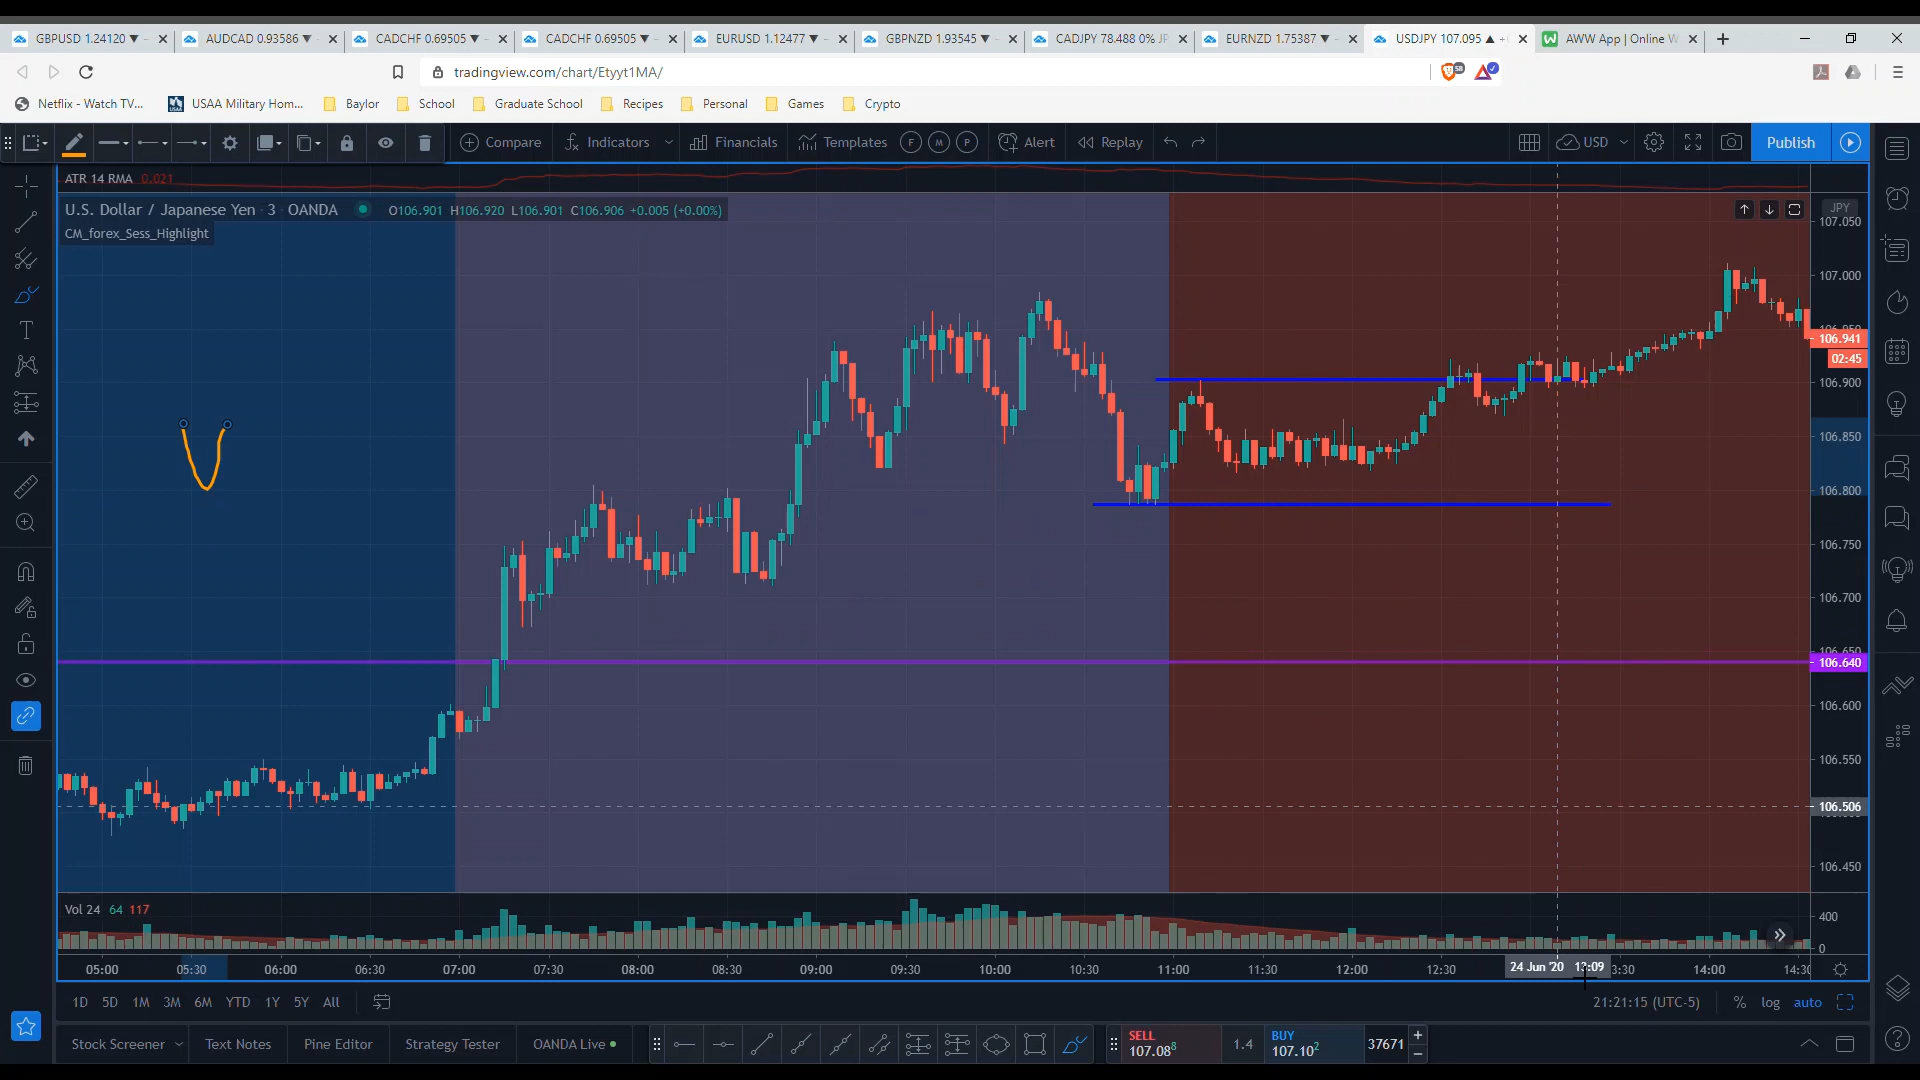 GBPUSD 1.24120 ▼ AUDCAD 0.93586 ▼ CADCHF 0.69505 ▼ CADCHF 0.69505 ▼ EURUSD 1.12477 ▼ GBPNZD 1.93545 ▼ CADJPY 78.488 0% JP EURNZD 1.75387 ▼ USDJPY 107.095 ▲ AWW App | Online W
tradingview.com/chart/Etyyt1MA/
Netflix - Watch TV... USAA Military Hom... Baylor School Graduate School Recipes Personal Games Crypto
Compare Indicators Financials Templates F M P Alert Replay USD Publish
ATR 14 RMA 0.021
U.S. Dollar / Japanese Yen · 3 · OANDA O106.901 H106.920 L106.901 C106.906 +0.005 (+0.00%) JPY
CM_forex_Sess_Highlight
107.050
107.000
106.950
106.941
02:45
106.900
106.850
106.800
106.750
106.700
106.650
106.640
106.600
106.550
106.506
106.450
Vol 24 64 117
400
0
05:00 05:30 06:00 06:30 07:00 07:30 08:00 08:30 09:00 09:30 10:00 10:30 11:00 11:30 12:00 12:30 24 Jun '20 13:09 3:30 14:00 14:30
1D 5D 1M 3M 6M YTD 1Y 5Y All 21:21:15 (UTC-5) % log auto
Stock Screener Text Notes Pine Editor Strategy Tester OANDA Live SELL 107.088 1.4 BUY 107.102 37671